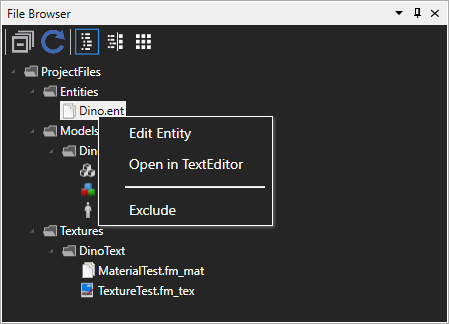 File Browser
ProjectFiles
Entities
Dino.ent
Models
Edit Entity
Din
Open in TextEditor
Exclude
Textures
DinoText
MaterialTest.fm_mat
TextureTest.fm_tex